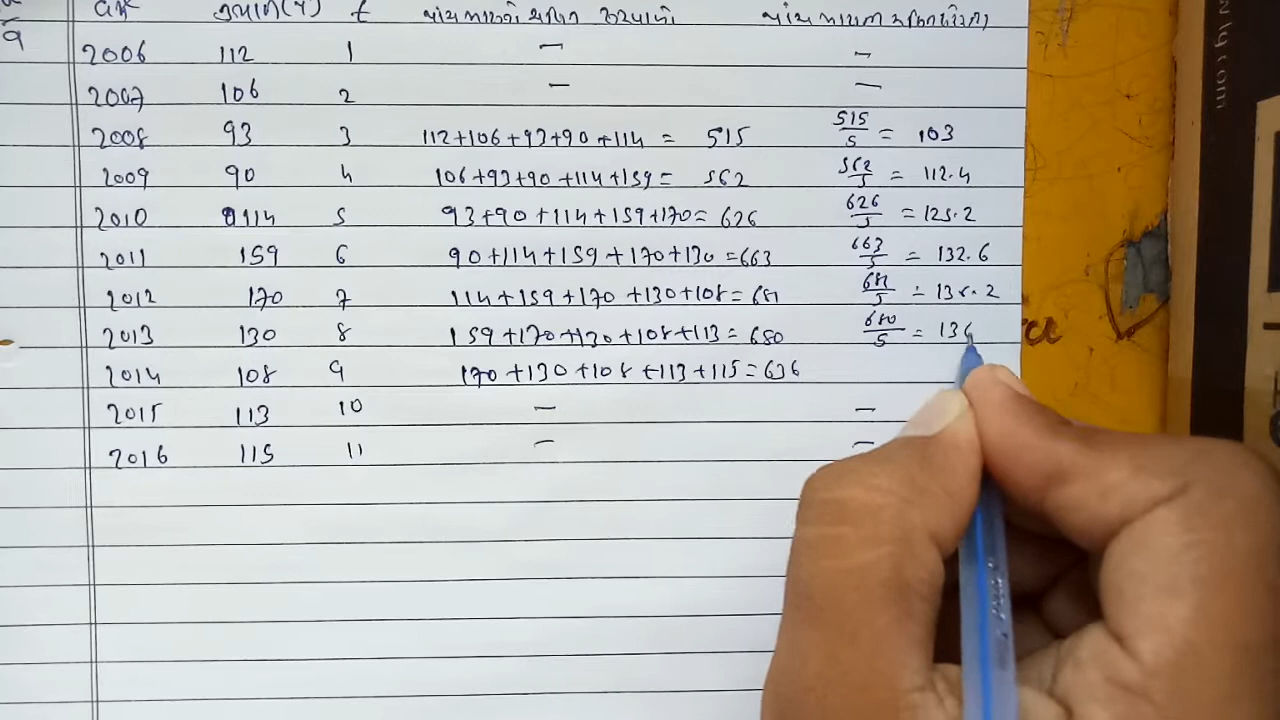 વર્ષ t
2006 112 1 – –
2007 106 2 – –
2008 93 3 112+106+93+90+114 = 515 515/5 = 103
2009 90 4 106+93+90+114+159= 562 562/5 = 112.4
2010 114 5 93+90+114+159+170= 626 626/5 = 125.2
2011 159 6 90+114+159+170+130=663 663/5 = 132.6
2012 170 7 114+159+170+130+108=681 681/5 = 136.2
2013 130 8 159+170+130+108+113=680 680/5 = 136
2014 108 9 170+130+108+113+115=636
2015 113 10 – –
2016 115 11 – –